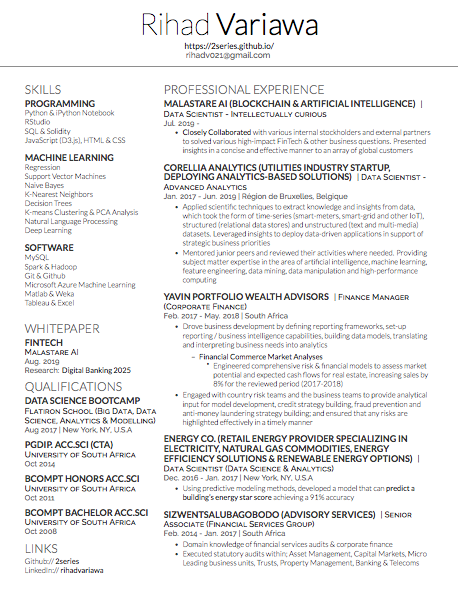 Rihad Variawa
https://2series.github.io/
rihadv021@gmail.com
SKILLS
PROGRAMMING
Python & iPython Notebook
RStudio
SQL & Solidity
JavaScript (D3.js), HTML & CSS
MACHINE LEARNING
Regression
Support Vector Machines
Naive Bayes
K-Nearest Neighbors
Decision Trees
K-means Clustering & PCA Analysis
Natural Language Processing
Deep Learning
SOFTWARE
MySQL
Spark & Hadoop
Git & Github
Microsoft Azure Machine Learning
Matlab & Weka
Tableau & Excel
WHITEPAPER
FINTECH
Malastare AI
Aug. 2019
Research: Digital Banking 2025
QUALIFICATIONS
DATA SCIENCE BOOTCAMP
Flatiron School (Big Data, Data
Science, Analytics & Modelling)
Aug 2017 | New York, NY, U.S.A
PGDIP. ACC.SCI (CTA)
University of South Africa
Oct 2014
BCOMPT HONORS ACC.SCI
University of South Africa
Oct 2011
BCOMPT BACHELOR ACC.SCI
University of South Africa
Oct 2008
LINKS
Github:// 2series
LinkedIn:// rihadvariawa
PROFESSIONAL EXPERIENCE
MALASTARE AI (BLOCKCHAIN & ARTIFICIAL INTELLIGENCE) |
Data Scientist - Intellectually curious
Jul. 2019 -
• Closely Collaborated with various internal stockholders and external partners
to solved various high-impact FinTech & other business questions. Presented
insights in a concise and effective manner to an array of global customers
CORELLIA ANALYTICS (UTILITIES INDUSTRY STARTUP,
DEPLOYING ANALYTICS-BASED SOLUTIONS) | Data Scientist -
Advanced Analytics
Jan. 2017 - Jun. 2019 | Région de Bruxelles, Belgique
• Applied scientific techniques to extract knowledge and insights from data,
which took the form of time-series (smart-meters, smart-grid and other IoT),
structured (relational data stores) and unstructured (text and multi-media)
datasets. Leveraged insights to deploy data-driven applications in support of
strategic business priorities
• Mentored junior peers and reviewed their activities where needed. Providing
subject matter expertise in the area of artificial intelligence, machine learning,
feature engineering, data mining, data manipulation and high-performance
computing
YAVIN PORTFOLIO WEALTH ADVISORS | Finance Manager
(Corporate Finance)
Feb. 2017 - May. 2018 | South Africa
• Drove business development by defining reporting frameworks, set-up
reporting / business intelligence capabilities, building data models, translating
and interpreting business needs into analytics
– Financial Commerce Market Analyses
* Engineered comprehensive risk & financial models to assess market
potential and expected cash flows for real estate, increasing sales by
8% for the reviewed period (2017-2018)
• Engaged with country risk teams and the business teams to provide analytical
input for model development, credit strategy building, fraud prevention and
anti-money laundering strategy building; and ensured that any risks are
highlighted effectively in a timely manner
ENERGY CO. (RETAIL ENERGY PROVIDER SPECIALIZING IN
ELECTRICITY, NATURAL GAS COMMODITIES, ENERGY
EFFICIENCY SOLUTIONS & RENEWABLE ENERGY OPTIONS) |
Data Scientist (Data Science & Analytics)
Dec. 2016 - Jan. 2017 | South Africa
• Using predictive modeling methods, developed a model that can predict a
building's energy star score achieving a 91% accuracy
SIZWENTSALUBAGOBODO (ADVISORY SERVICES) | Senior
Associate (Financial Services Group)
Feb. 2014 - Jan. 2017 | South Africa
• Domain knowledge of financial services audits & corporate finance
• Executed statutory audits within; Asset Management, Capital Markets, Micro
Leading business units, Trusts, Property Management, Banking & Treasury